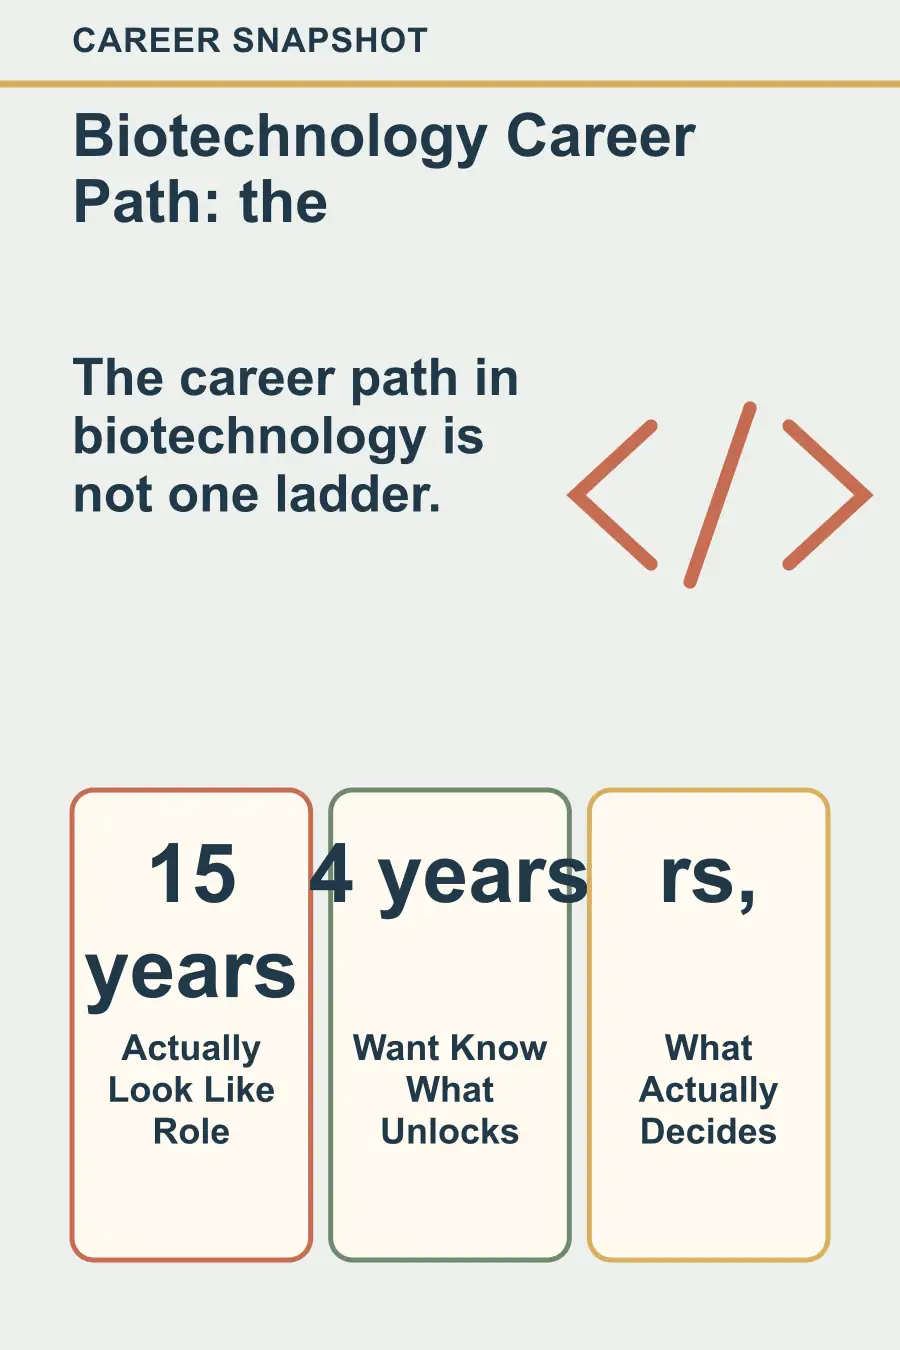 CAREER SNAPSHOT
Biotechnology Career
Path: the
The career path in
biotechnology is
not one ladder.
15
years
Actually
Look Like
Role
4 years
Want Know
What
Unlocks
rs,
What
Actually
Decides